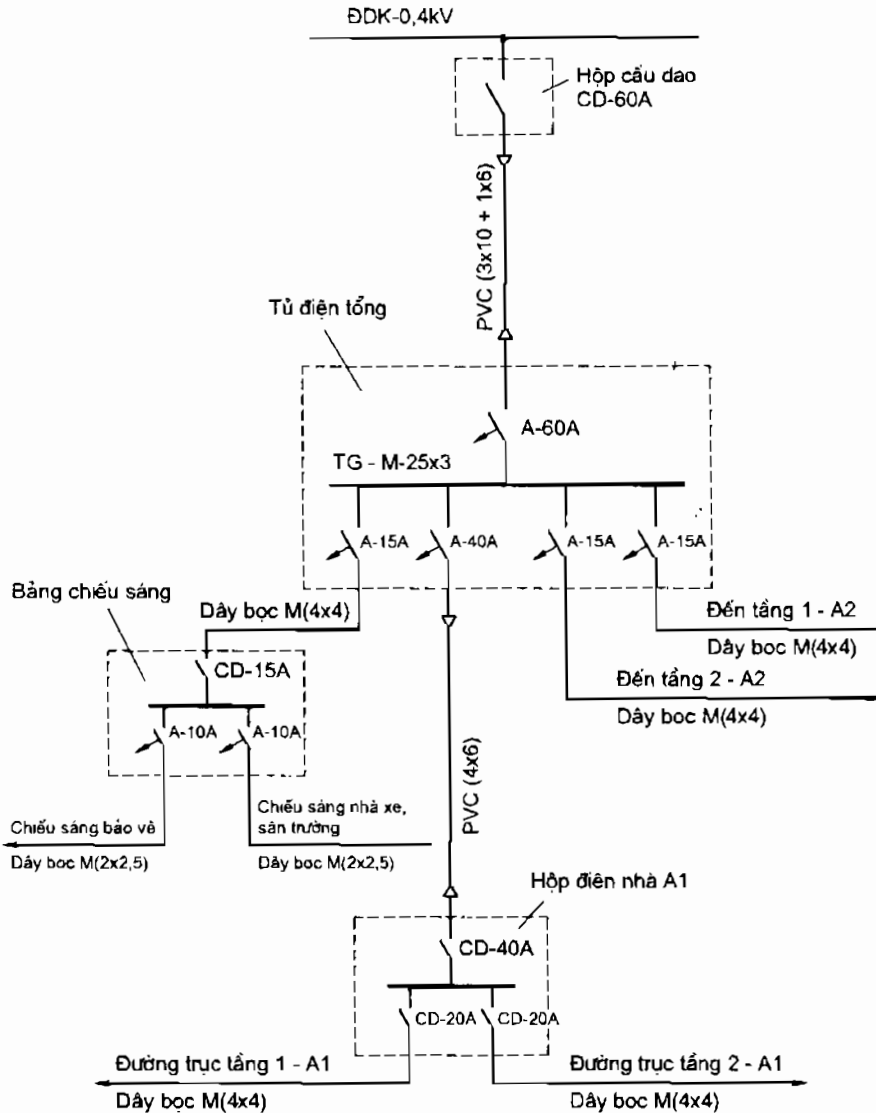 ĐDK-0,4kV
Hộp cầu dao
CD-60A
PVC (3x10 + 1x6)
Tủ điện tổng
A-60A
TG - M-25x3
A-15A
A-40A
A-15A
A-15A
Bảng chiếu sáng
Dây bọc M(4x4)
Đến tầng 1 - A2
Dây boc M(4x4)
CD-15A
Đến tầng 2 - A2
Dây boc M(4x4)
A-10A
A-10A
PVC (4x6)
Chiếu sáng bảo vê
Dây boc M(2x2,5)
Chiếu sáng nhà xe,
sân trường
Dây boc M(2x2,5)
Hộp điên nhà A1
CD-40A
CD-20A
CD-20A
Đường trục tầng 1 - A1
Dây bọc M(4x4)
Đường trục tầng 2 - A1
Dây boc M(4x4)